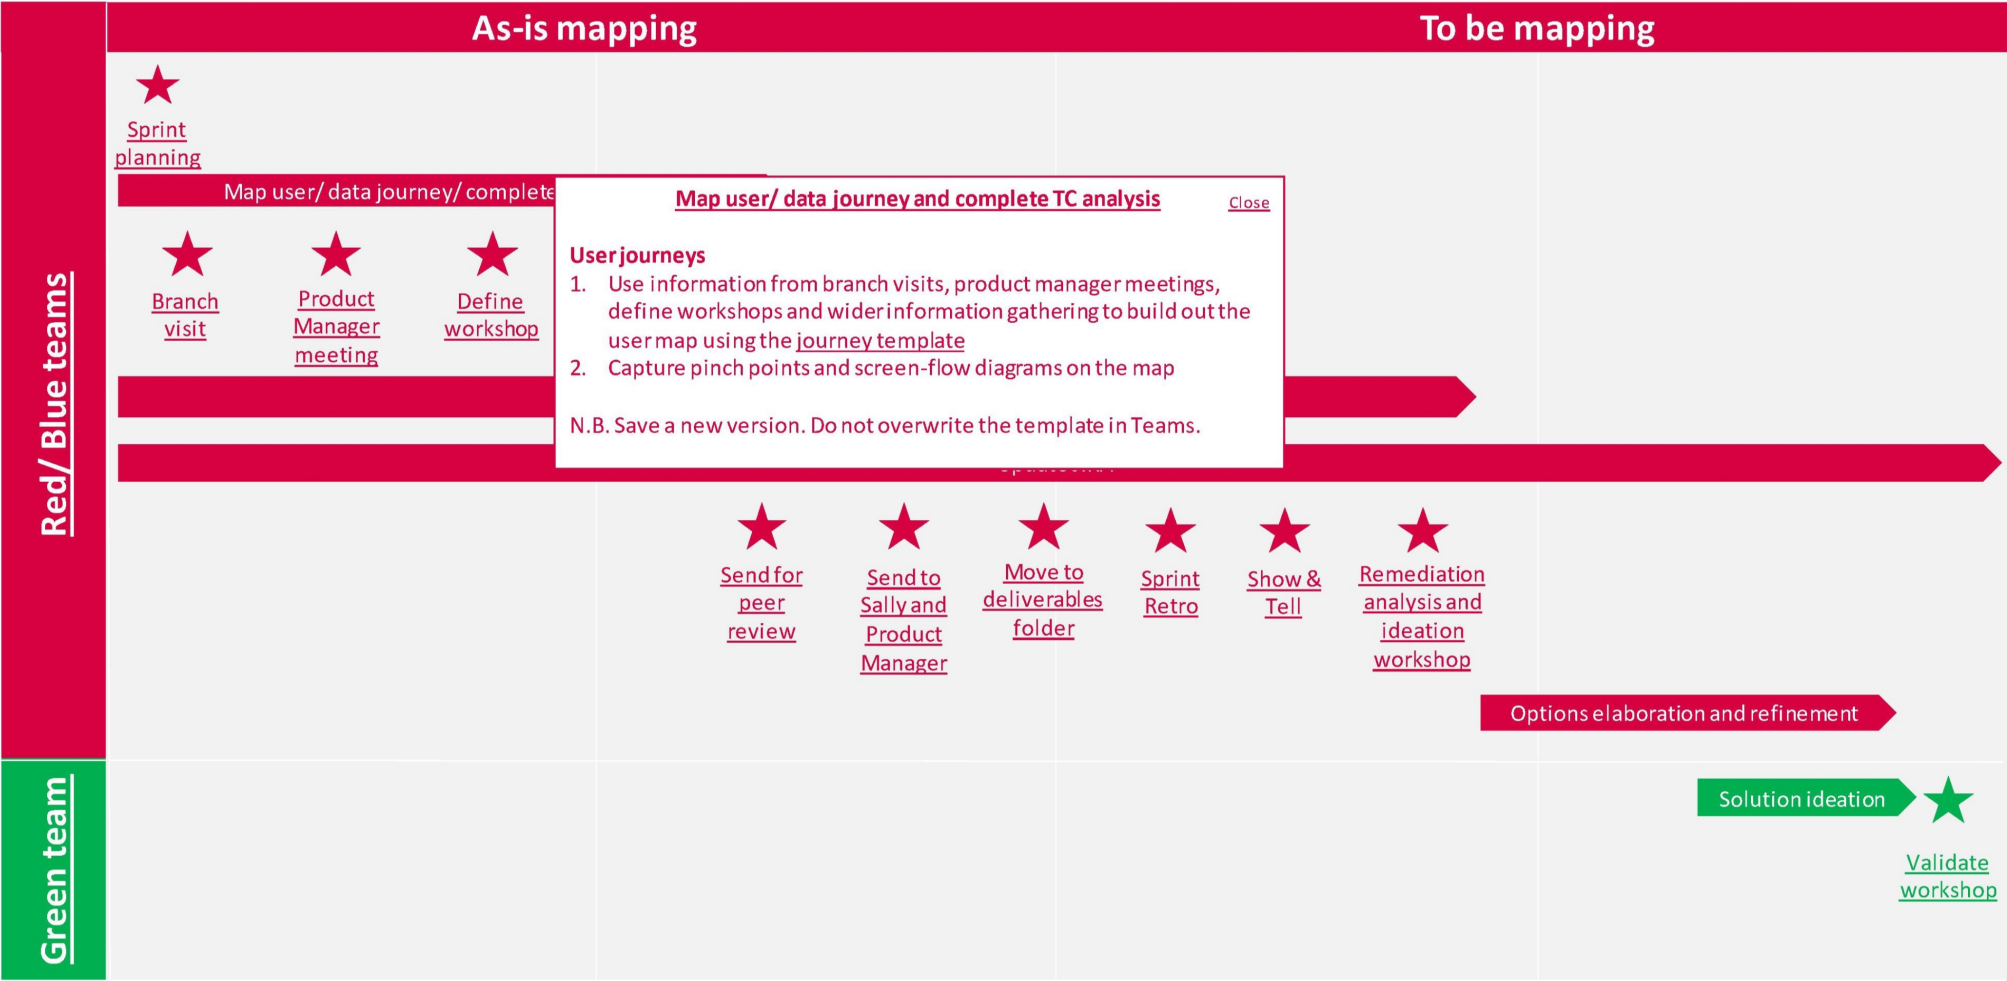 As-is mapping
To be mapping
Red/ Blue teams
Sprint
planning
Map user/ data journey/ complete
Branch
visit
Product
Manager
meeting
Define
workshop
Map user/ data journey and complete TC analysis
Close
User journeys
1. Use information from branch visits, product manager meetings,
define workshops and wider information gathering to build out the
user map using the journey template
2. Capture pinch points and screen-flow diagrams on the map
N.B. Save a new version. Do not overwrite the template in Teams.
Send for
peer
review
Send to
Sally and
Product
Manager
Move to
deliverables
folder
Sprint
Retro
Show &
Tell
Remediation
analysis and
ideation
workshop
Options elaboration and refinement
Green team
Solution ideation
Validate
workshop